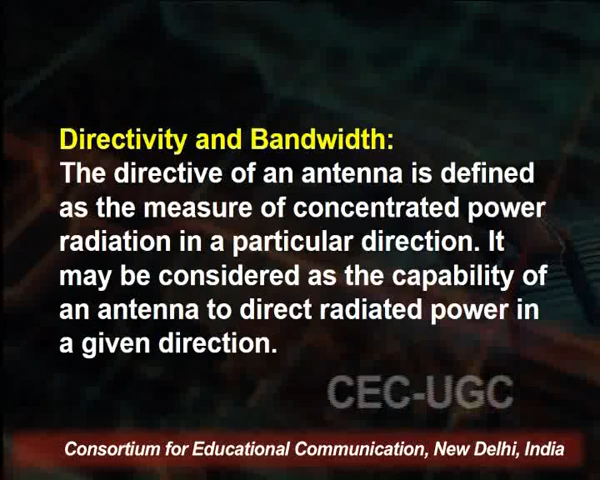 Directivity and Bandwidth:
The directive of an antenna is defined
as the measure of concentrated power
radiation in a particular direction. It
may be considered as the capability of
an antenna to direct radiated power in
a given direction.
CEC-UGC
Consortium for Educational Communication, New Delhi, India